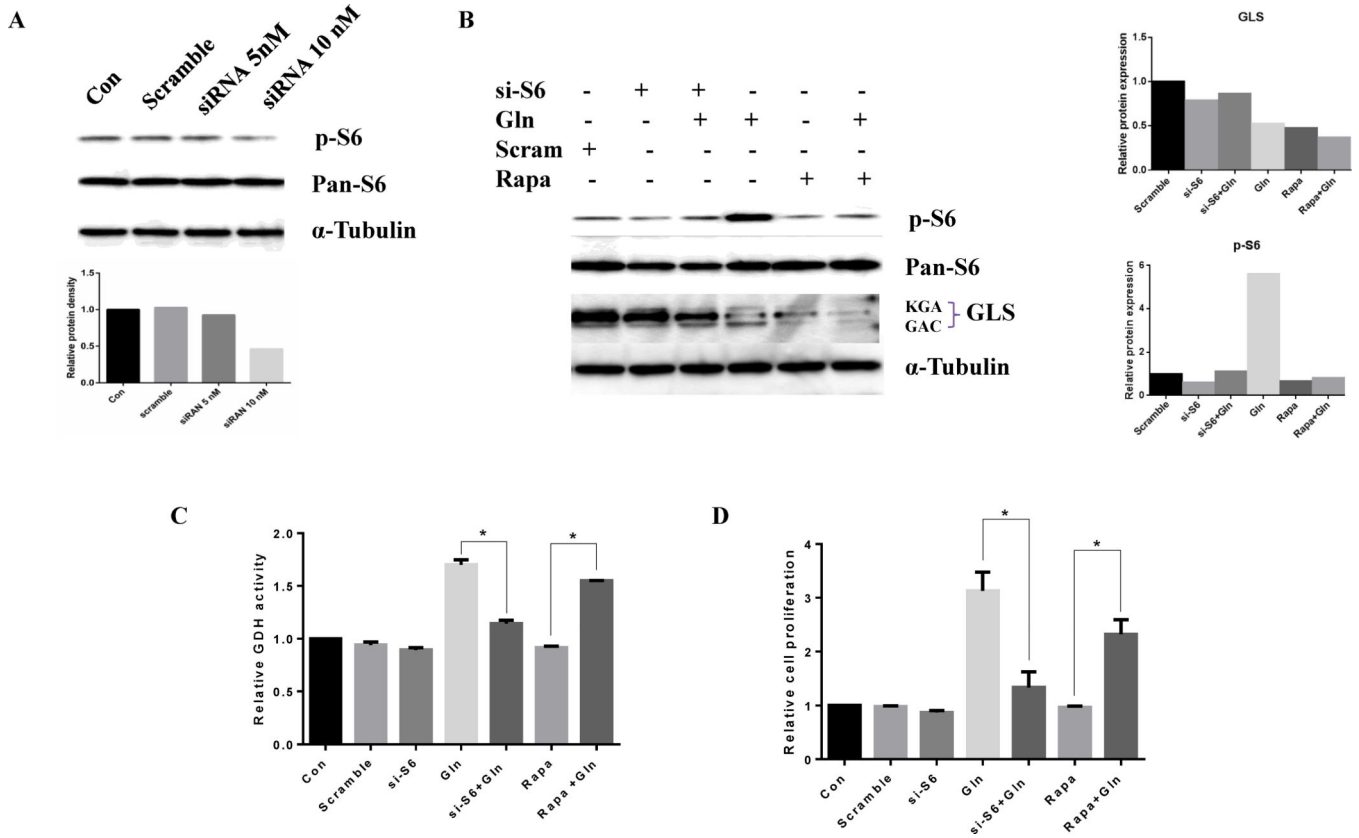 A
Con
Scramble
siRNA 5nM
siRNA 10 nM
p-S6
Pan-S6
α-Tubulin
Relative protein density
1.5
1.0
0.5
0.0
Con
scramble
siRAN 5 nM
siRAN 10 nM
B
si-S6 - + + - - -
Gln - - + + - +
Scram + - - - - -
Rapa - - - - + +
p-S6
Pan-S6
KGA
GAC
GLS
α-Tubulin
GLS
Relative protein expression
1.5
1.0
0.5
0.0
Scramble
si-S6
si-S6+Gln
Gln
Rapa
Rapa+Gln
p-S6
Relative protein expression
6
4
2
0
Scramble
si-S6
si-S6+Gln
Gln
Rapa
Rapa+Gln
C
Relative GDH activity
2.0
1.5
1.0
0.5
0.0
*
*
Con
Scramble
si-S6
Gln
si-S6+Gln
Rapa
Rapa +Gln
D
Relative cell proliferation
4
3
2
1
0
*
*
Con
Scramble
si-S6
Gln
si-S6+Gln
Rapa
Rapa+Gln